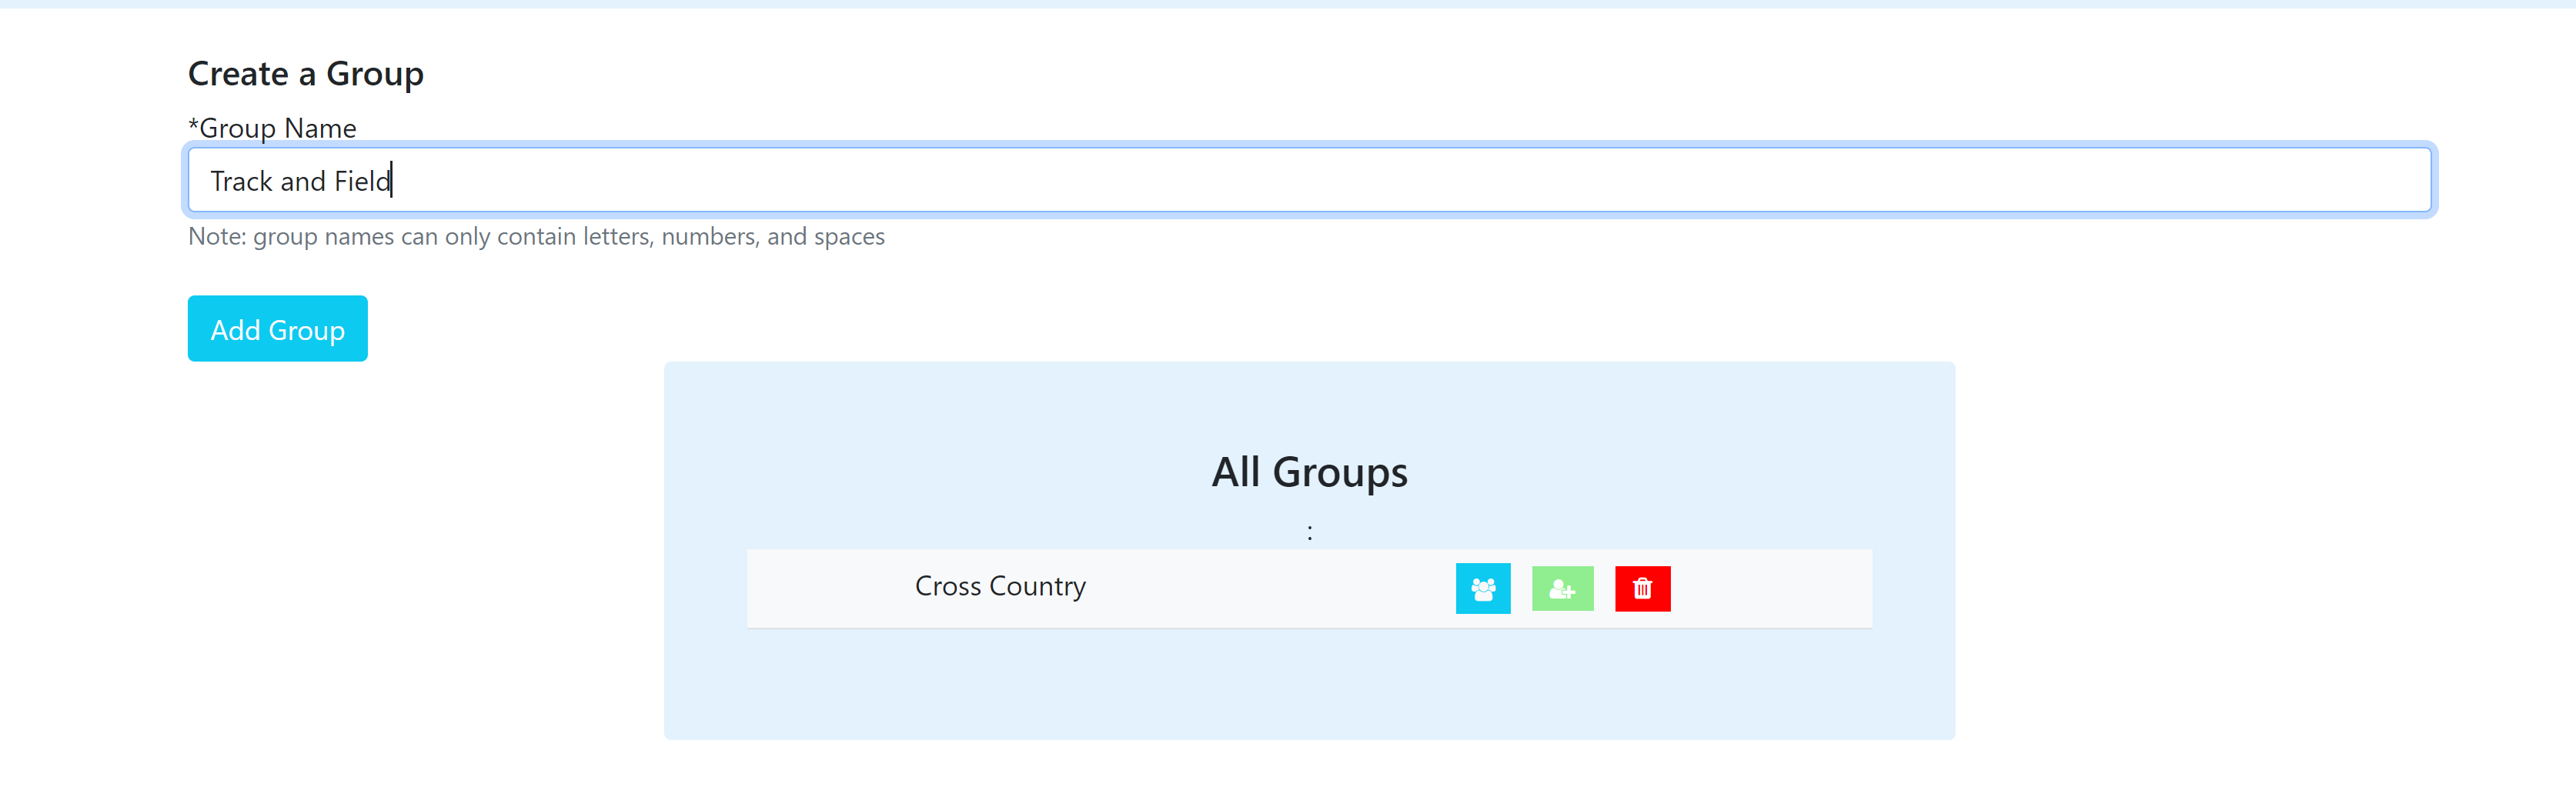 Create a Group
*Group Name
Track and Field
Note: group names can only contain letters, numbers, and spaces
Add Group
All Groups
:
Cross Country